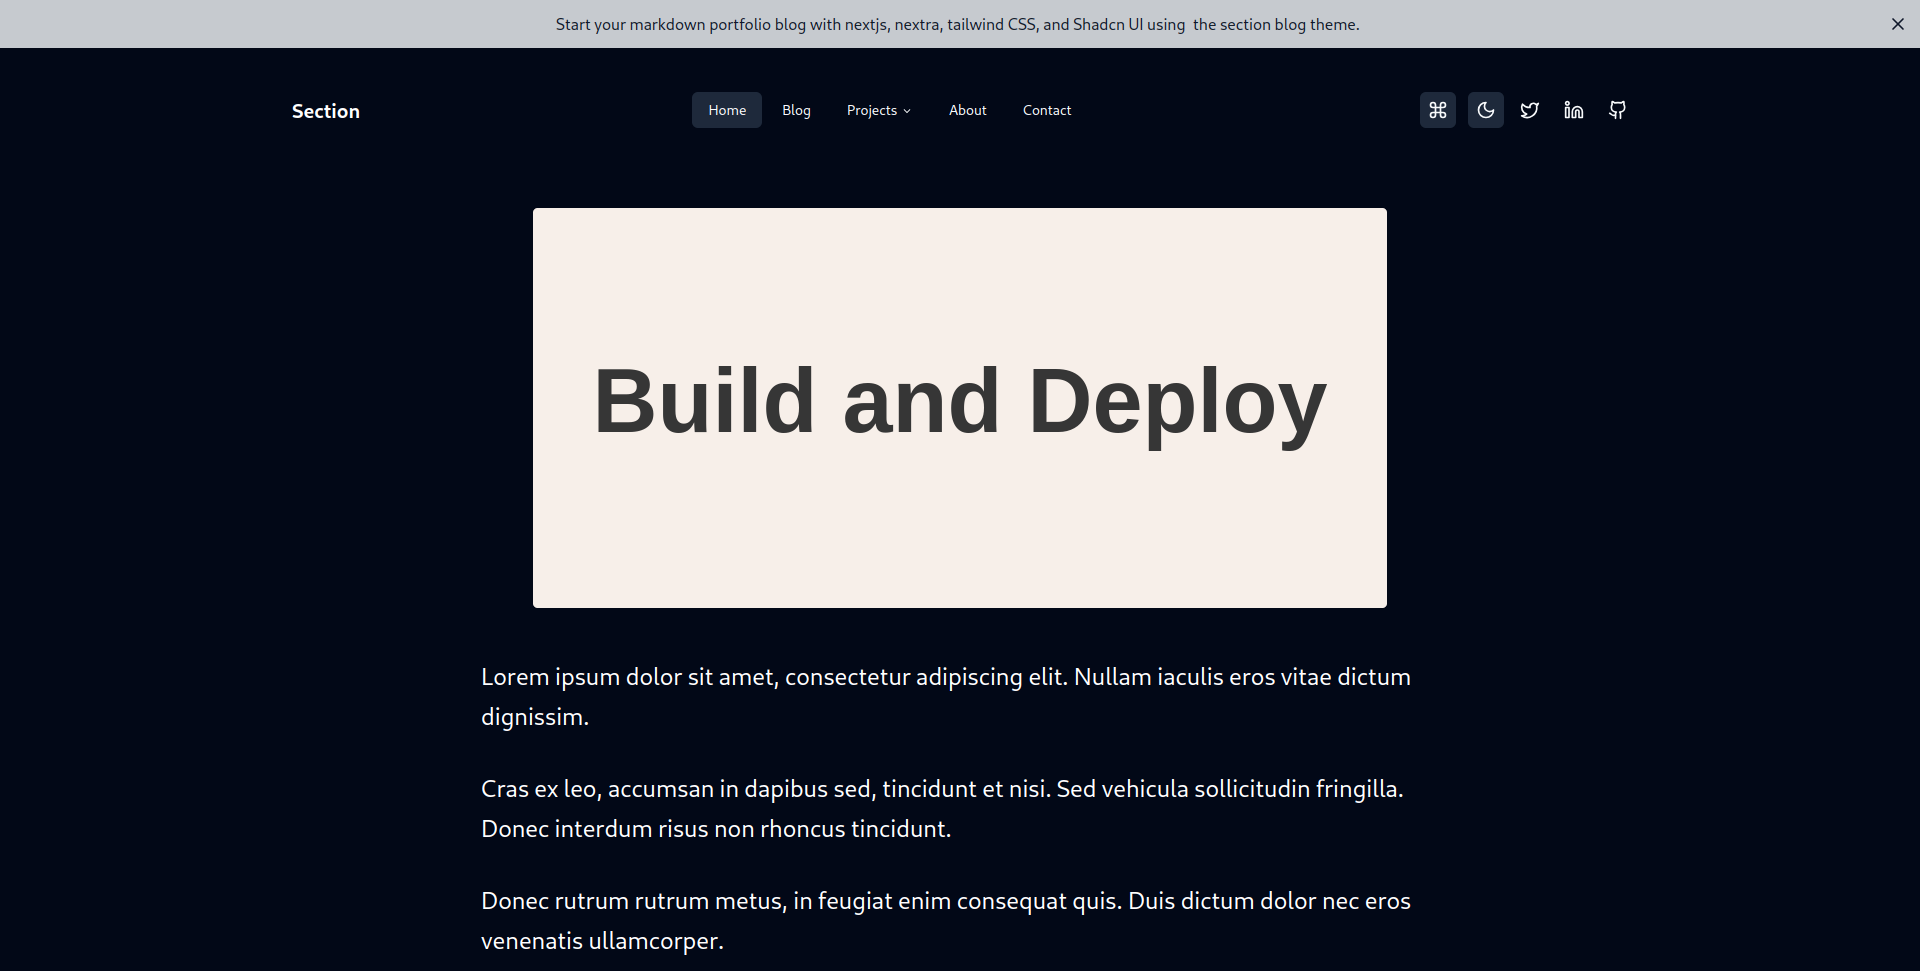 Start your markdown portfolio blog with nextjs, nextra, tailwind CSS, and Shadcn UI using  the section blog theme.
Section
Home Blog Projects About Contact
Build and Deploy
Lorem ipsum dolor sit amet, consectetur adipiscing elit. Nullam iaculis eros vitae dictum
dignissim.
Cras ex leo, accumsan in dapibus sed, tincidunt et nisi. Sed vehicula sollicitudin fringilla.
Donec interdum risus non rhoncus tincidunt.
Donec rutrum rutrum metus, in feugiat enim consequat quis. Duis dictum dolor nec eros
venenatis ullamcorper.